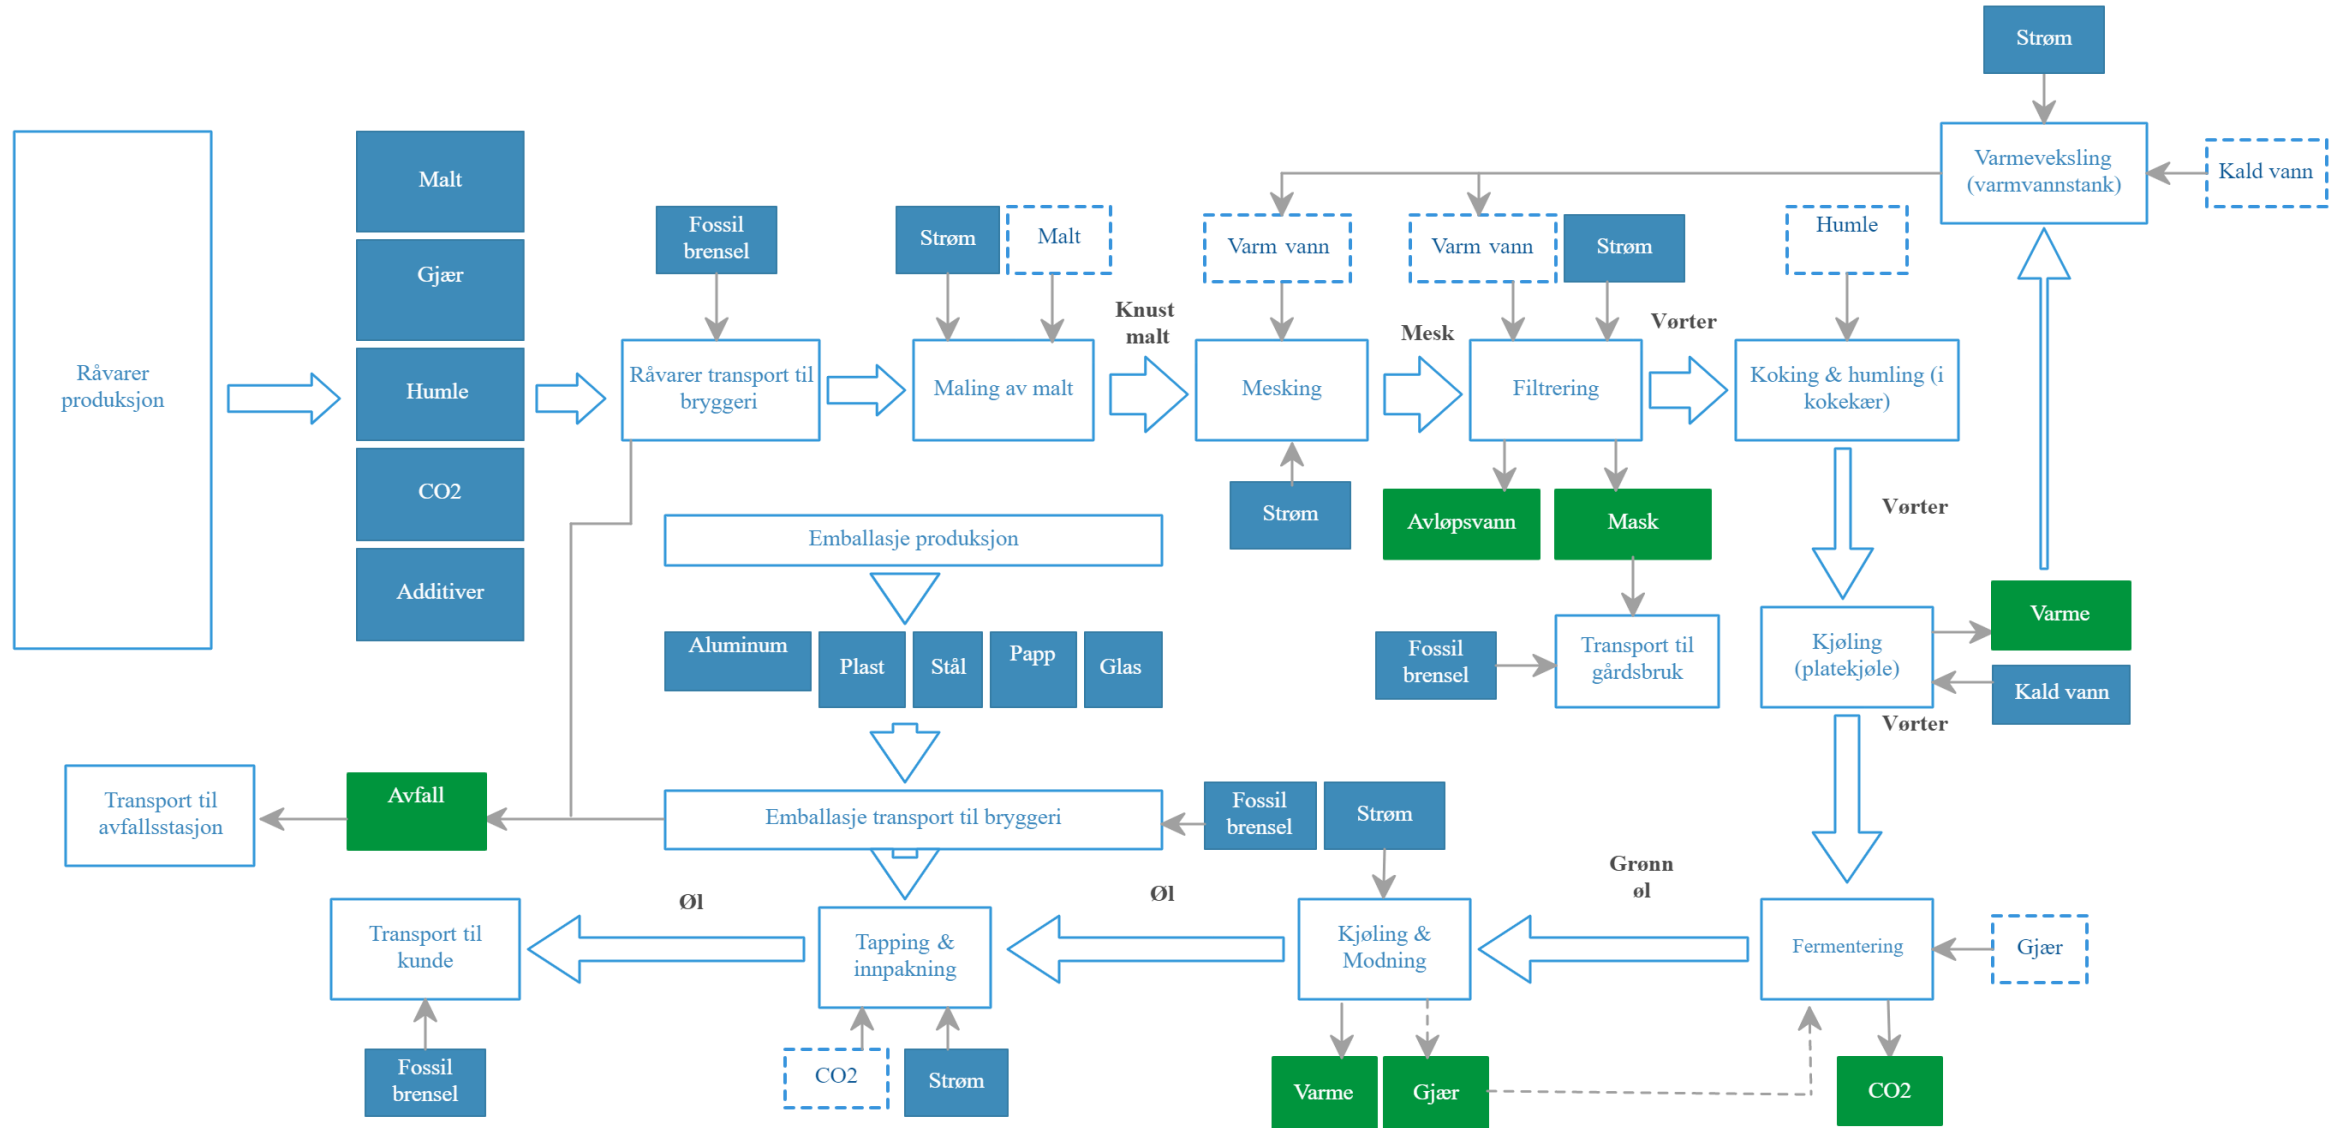 Strøm
Varmeveksling
(varmvannstank)
Kald vann
Malt
Gjær
Humle
CO2
Additiver
Råvarer
produksjon
Fossil
brensel
Strøm
Malt
Varm vann
Varm vann
Strøm
Humle
Knust
malt
Mesk
Vørter
Råvarer transport til
bryggeri
Maling av malt
Mesking
Filtrering
Koking & humling (i
kokekær)
Strøm
Avløpsvann
Mask
Vørter
Emballasje produksjon
Aluminum
Plast
Stål
Papp
Glas
Fossil
brensel
Transport til
gårdsbruk
Kjøling
(platekjøle)
Varme
Kald vann
Vørter
Transport til
avfallsstasjon
Avfall
Emballasje transport til bryggeri
Fossil
brensel
Strøm
Grønn
øl
Øl
Øl
Transport til
kunde
Tapping &
innpakning
Kjøling &
Modning
Fermentering
Gjær
Fossil
brensel
CO2
Strøm
Varme
Gjær
CO2